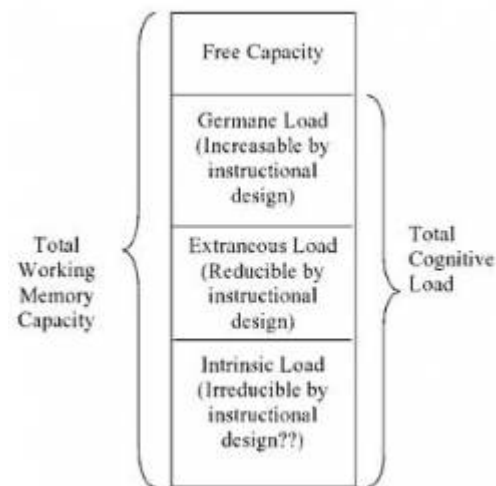 Free Capacity
Germane Load
(Increasable by
instructional
design)
Extraneous Load
(Reducible by
instructional
design)
Intrinsic Load
(Irreducible by
instructional
design??)
Total
Working
Memory
Capacity
Total
Cognitive
Load